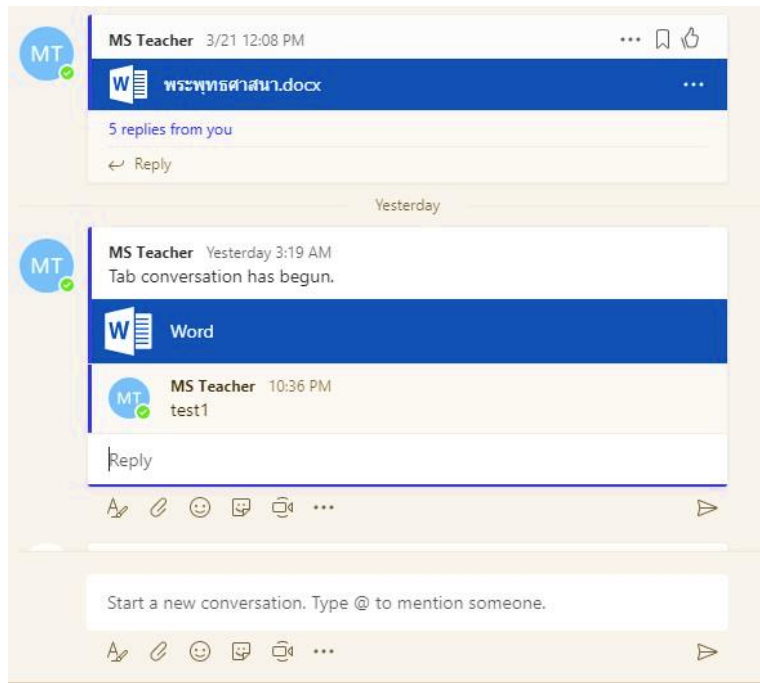 MT
MS Teacher 3/21 12:08 PM
W
พระพุทธศาสนา.docx
5 replies from you
Reply
Yesterday
MT
MS Teacher Yesterday 3:19 AM
Tab conversation has begun.
W
Word
MT
MS Teacher 10:36 PM
test1
Reply
Start a new conversation. Type @ to mention someone.